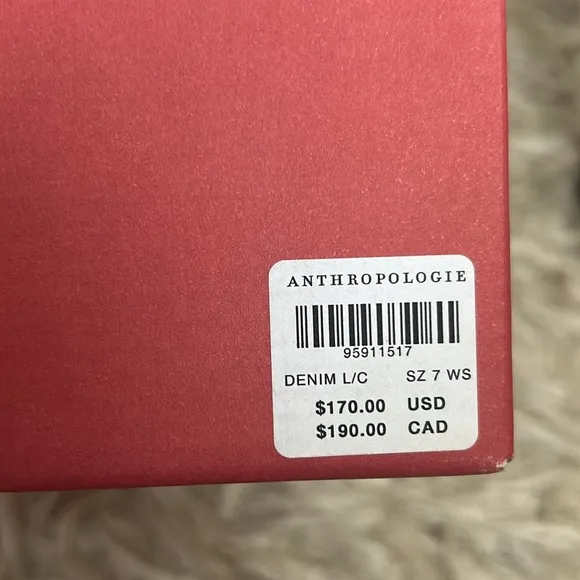 ANTHROPOLOGIE
95911517
DENIM L/C SZ 7 WS
$170.00 USD
$190.00 CAD